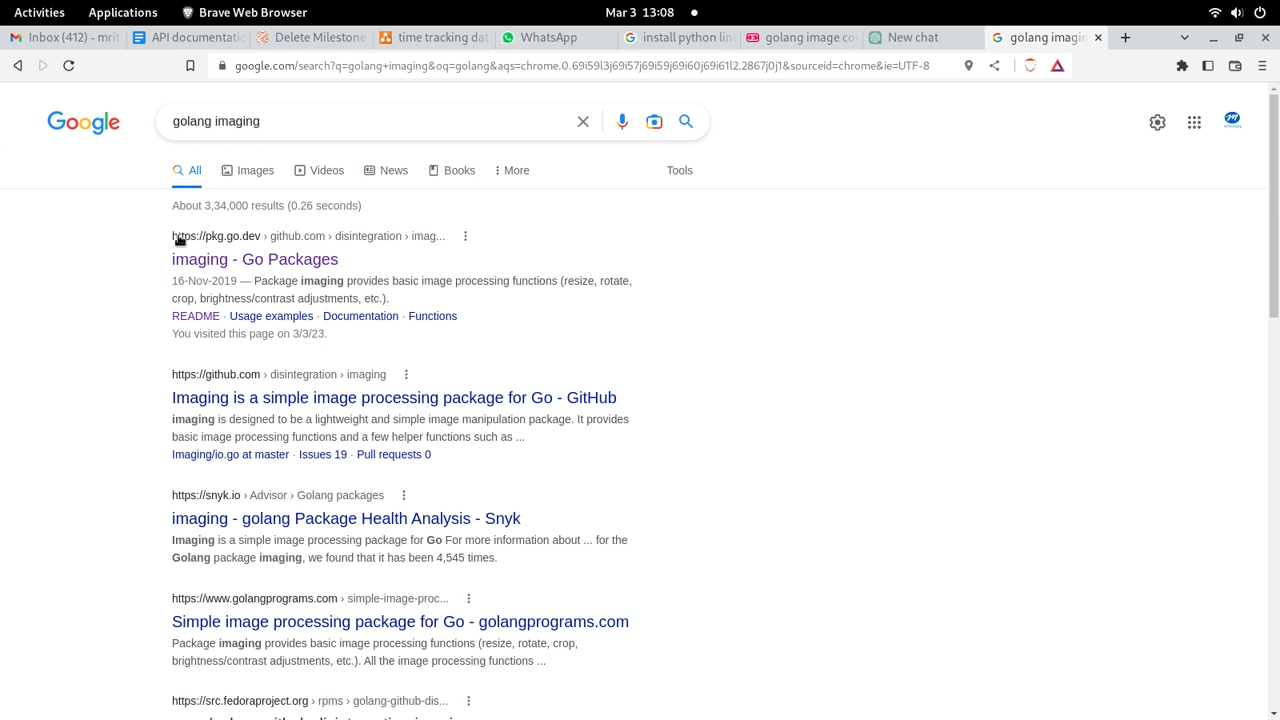 Activities Applications Brave Web Browser Mar 3 13:08
Inbox (412) - mrit API documentati Delete Milestone time tracking da WhatsApp install python lin golang image co New chat golang imagin
google.com/search?q=golang+imaging&oq=golang&aqs=chrome.0.69i59l3j69i57j69i59j69i60j69i61l2.2867j0j1&sourceid=chrome&ie=UTF-8
Google golang imaging
All Images Videos News Books More Tools
About 3,34,000 results (0.26 seconds)
https://pkg.go.dev › github.com › disintegration › imag...
imaging - Go Packages
16-Nov-2019 — Package imaging provides basic image processing functions (resize, rotate,
crop, brightness/contrast adjustments, etc.).
README · Usage examples · Documentation · Functions
You visited this page on 3/3/23.
https://github.com › disintegration › imaging
Imaging is a simple image processing package for Go - GitHub
imaging is designed to be a lightweight and simple image manipulation package. It provides
basic image processing functions and a few helper functions such as ...
Imaging/io.go at master · Issues 19 · Pull requests 0
https://snyk.io › Advisor › Golang packages
imaging - golang Package Health Analysis - Snyk
Imaging is a simple image processing package for Go For more information about ... for the
Golang package imaging, we found that it has been 4,545 times.
https://www.golangprograms.com › simple-image-proc...
Simple image processing package for Go - golangprograms.com
Package imaging provides basic image processing functions (resize, rotate, crop,
brightness/contrast adjustments, etc.). All the image processing functions ...
https://src.fedoraproject.org › rpms › golang-github-dis...